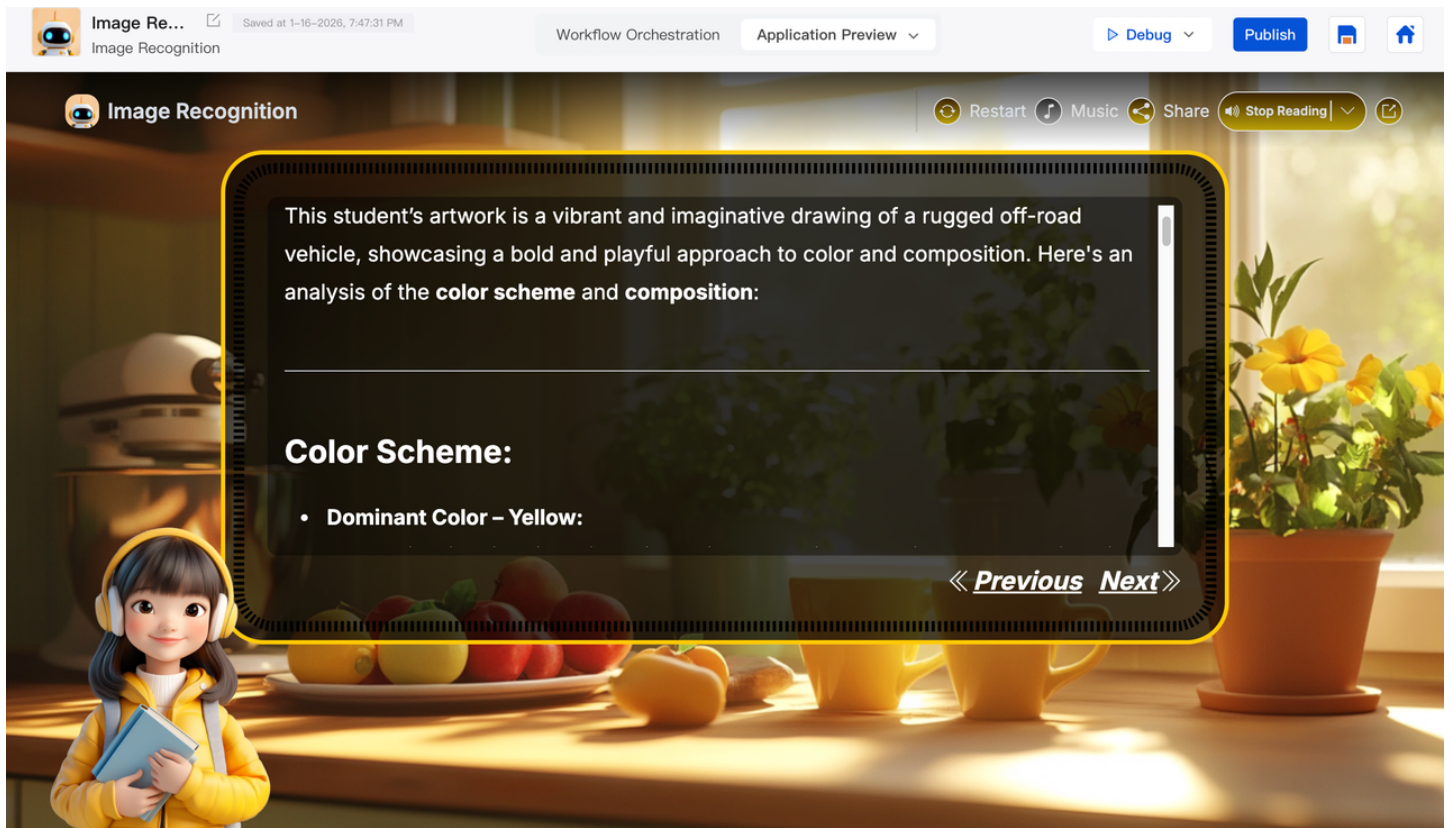 Image Re...
Saved at 1-16-2026, 7:47:31 PM
Image Recognition
Workflow Orchestration
Application Preview
Debug
Publish
Image Recognition
Restart
Music
Share
Stop Reading
This student’s artwork is a vibrant and imaginative drawing of a rugged off-road
vehicle, showcasing a bold and playful approach to color and composition. Here's an
analysis of the color scheme and composition:
Color Scheme:
• Dominant Color – Yellow:
Previous Next